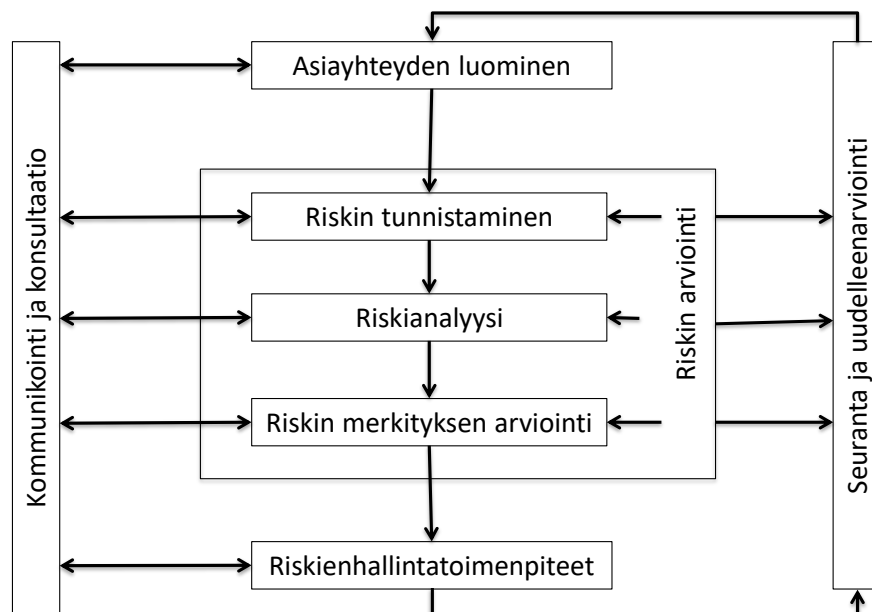 Asiayhteyden luominen
Kommunikointi ja konsultaatio
Riskin tunnistaminen
Riskianalyysi
Riskin merkityksen arviointi
Riskin arviointi
Seuranta ja uudelleenarviointi
Riskienhallintatoimenpiteet